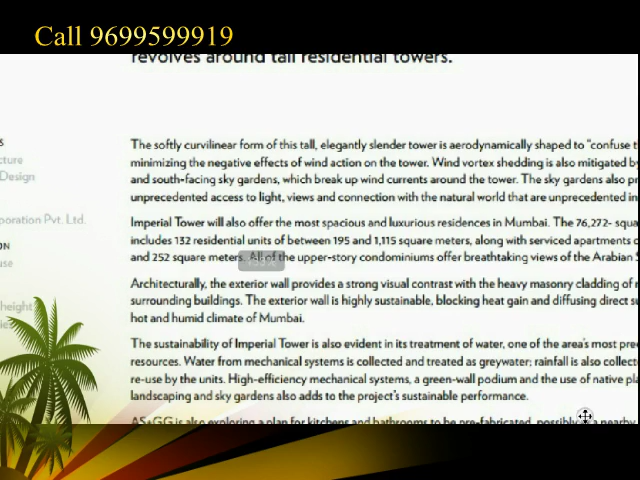 Call 9699599919
revolves around tall residential towers.
The softly curvilinear form of this tall, elegantly slender tower is aerodynamically shaped to "confuse t
minimizing the negative effects of wind action on the tower. Wind vortex shedding is also mitigated by
and south-facing sky gardens, which break up wind currents around the tower. The sky gardens also pr
unprecedented access to light, views and connection with the natural world that are unprecedented in
Imperial Tower will also offer the most spacious and luxurious residences in Mumbai. The 76,272- squa
includes 132 residential units of between 195 and 1,115 square meters, along with serviced apartments
and 252 square meters. All of the upper-story condominiums offer breathtaking views of the Arabian S
Architecturally, the exterior wall provides a strong visual contrast with the heavy masonry cladding of
surrounding buildings. The exterior wall is highly sustainable, blocking heat gain and diffusing direct su
hot and humid climate of Mumbai.
The sustainability of Imperial Tower is also evident in its treatment of water, one of the area's most pre
resources. Water from mechanical systems is collected and treated as greywater; rainfall is also collect
re-use by the units. High-efficiency mechanical systems, a green-wall podium and the use of native pla
landscaping and sky gardens also adds to the project's sustainable performance.
AS+GG is also exploring a plan for kitchens and bathrooms to be pre-fabricated, possibly a nearby
cture
Design
poration Pvt. Ltd.
ON
use
height